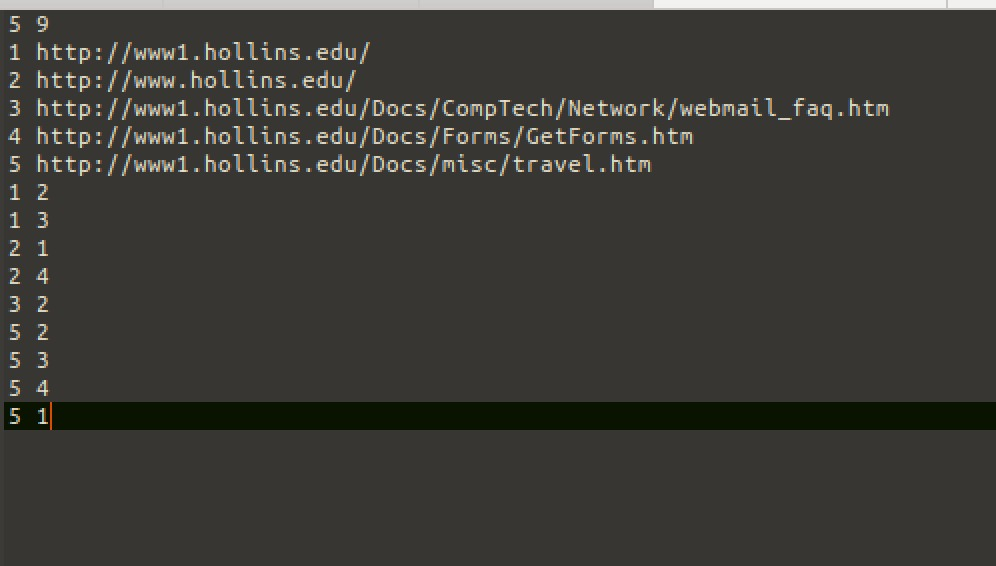 5 9
1 http://www1.hollins.edu/
2 http://www.hollins.edu/
3 http://www1.hollins.edu/Docs/CompTech/Network/webmail_faq.htm
4 http://www1.hollins.edu/Docs/Forms/GetForms.htm
5 http://www1.hollins.edu/Docs/misc/travel.htm
1 2
1 3
2 1
2 4
3 2
5 2
5 3
5 4
5 1